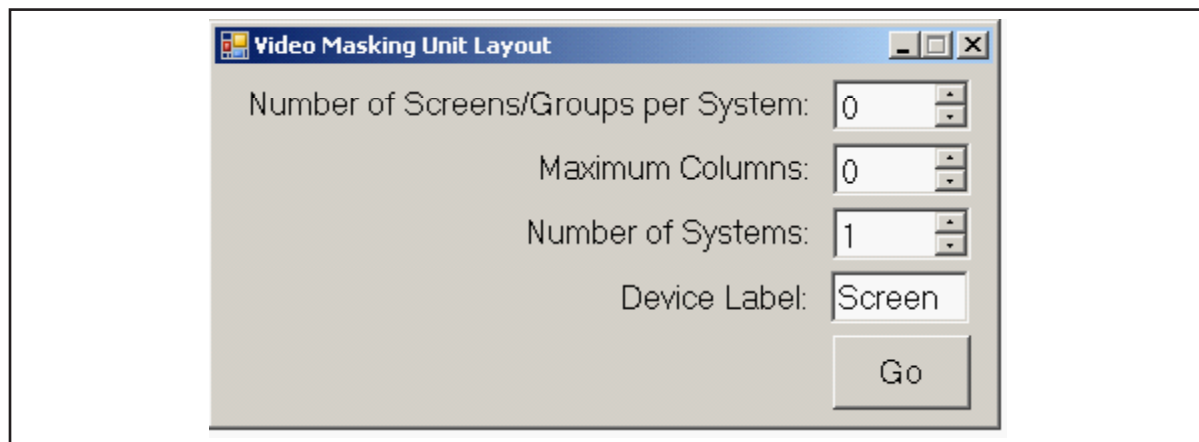 Video Masking Unit Layout
Number of Screens/Groups per System: 0
Maximum Columns: 0
Number of Systems: 1
Device Label: Screen
Go